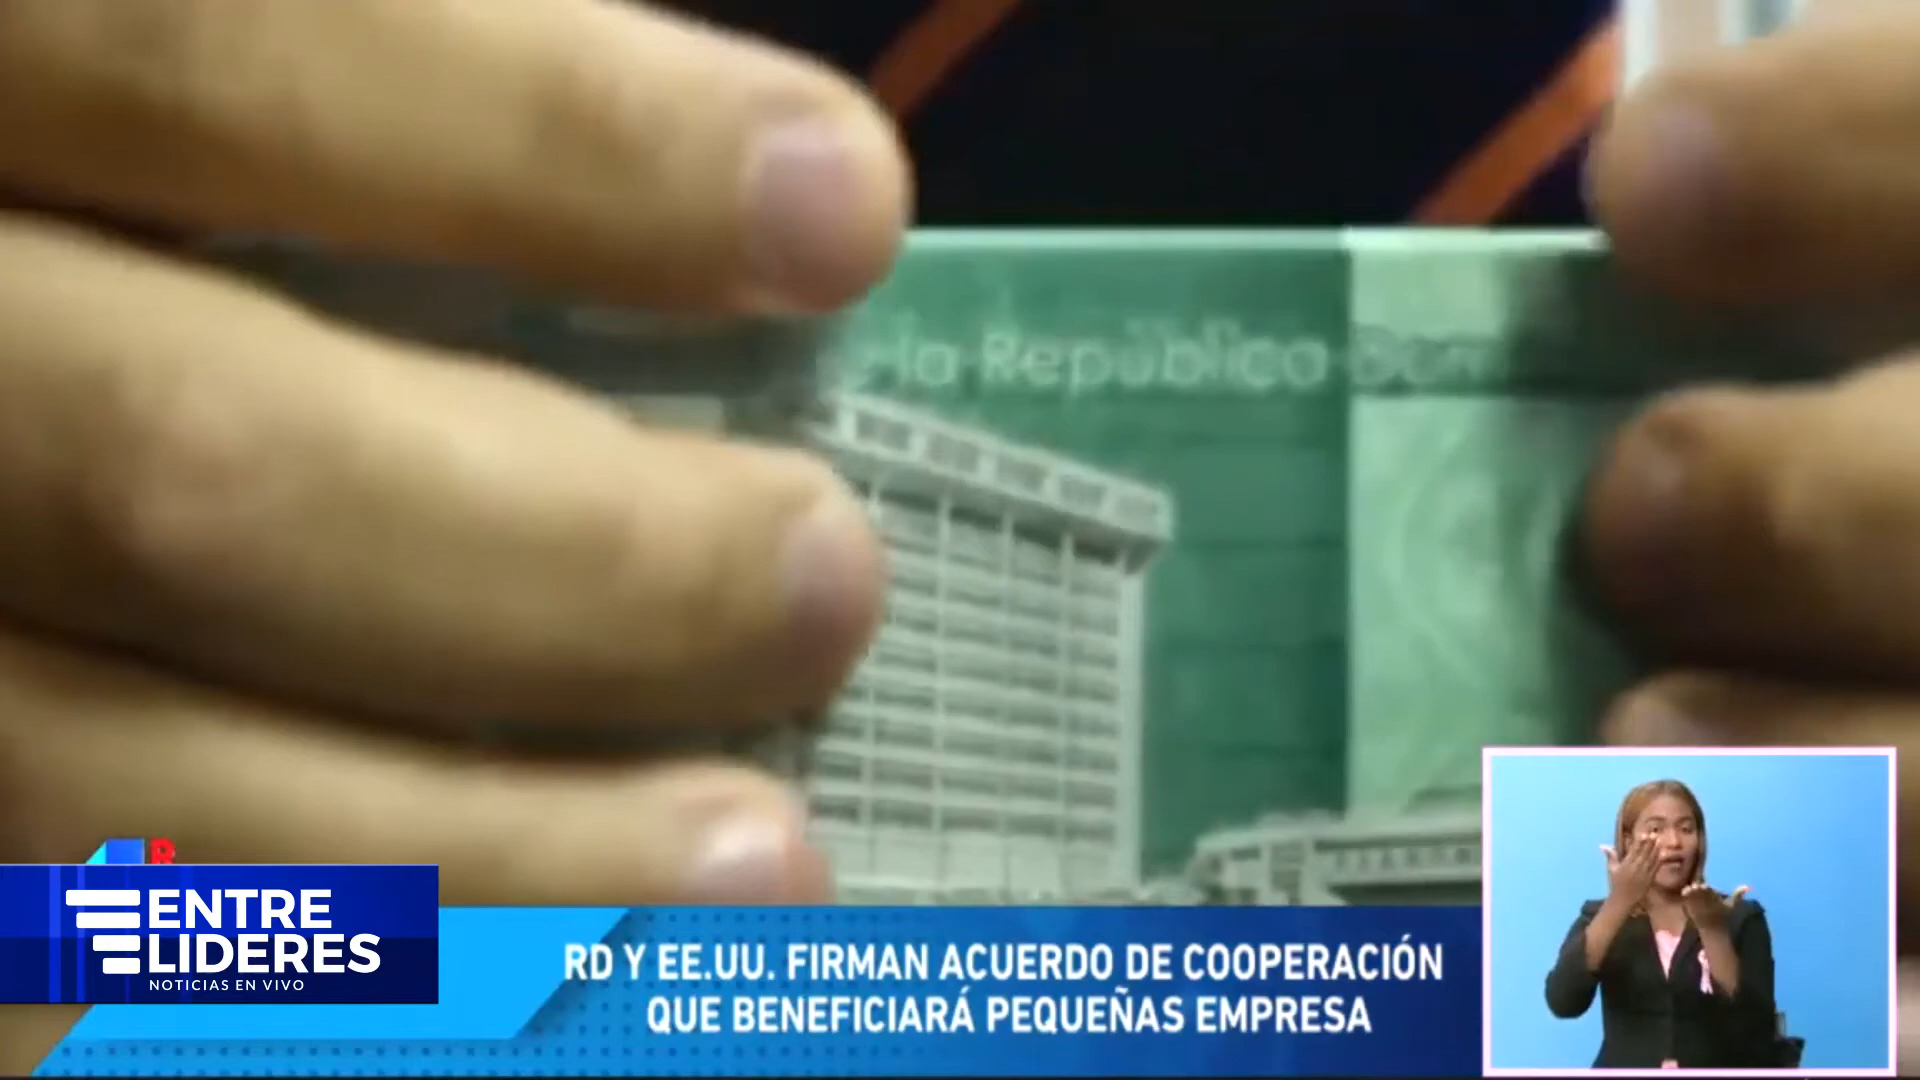 la República
R
ENTRE
LIDERES
NOTICIAS EN VIVO
RD Y EE.UU. FIRMAN ACUERDO DE COOPERACIÓN
QUE BENEFICIARÁ PEQUEÑAS EMPRESA